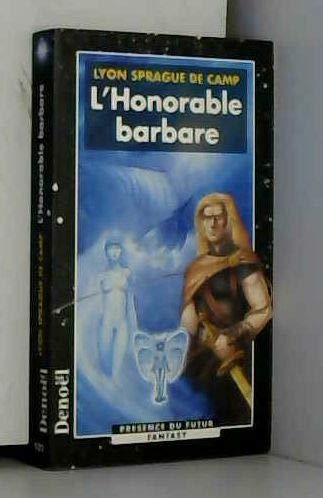 LYON SPRAGUE DE CAMP
L'Honorable
barbare
PRESENCE DU FUTUR
FANTASY
Denoël LYON SPRAGUE DE CAMP L'Honorable barbare